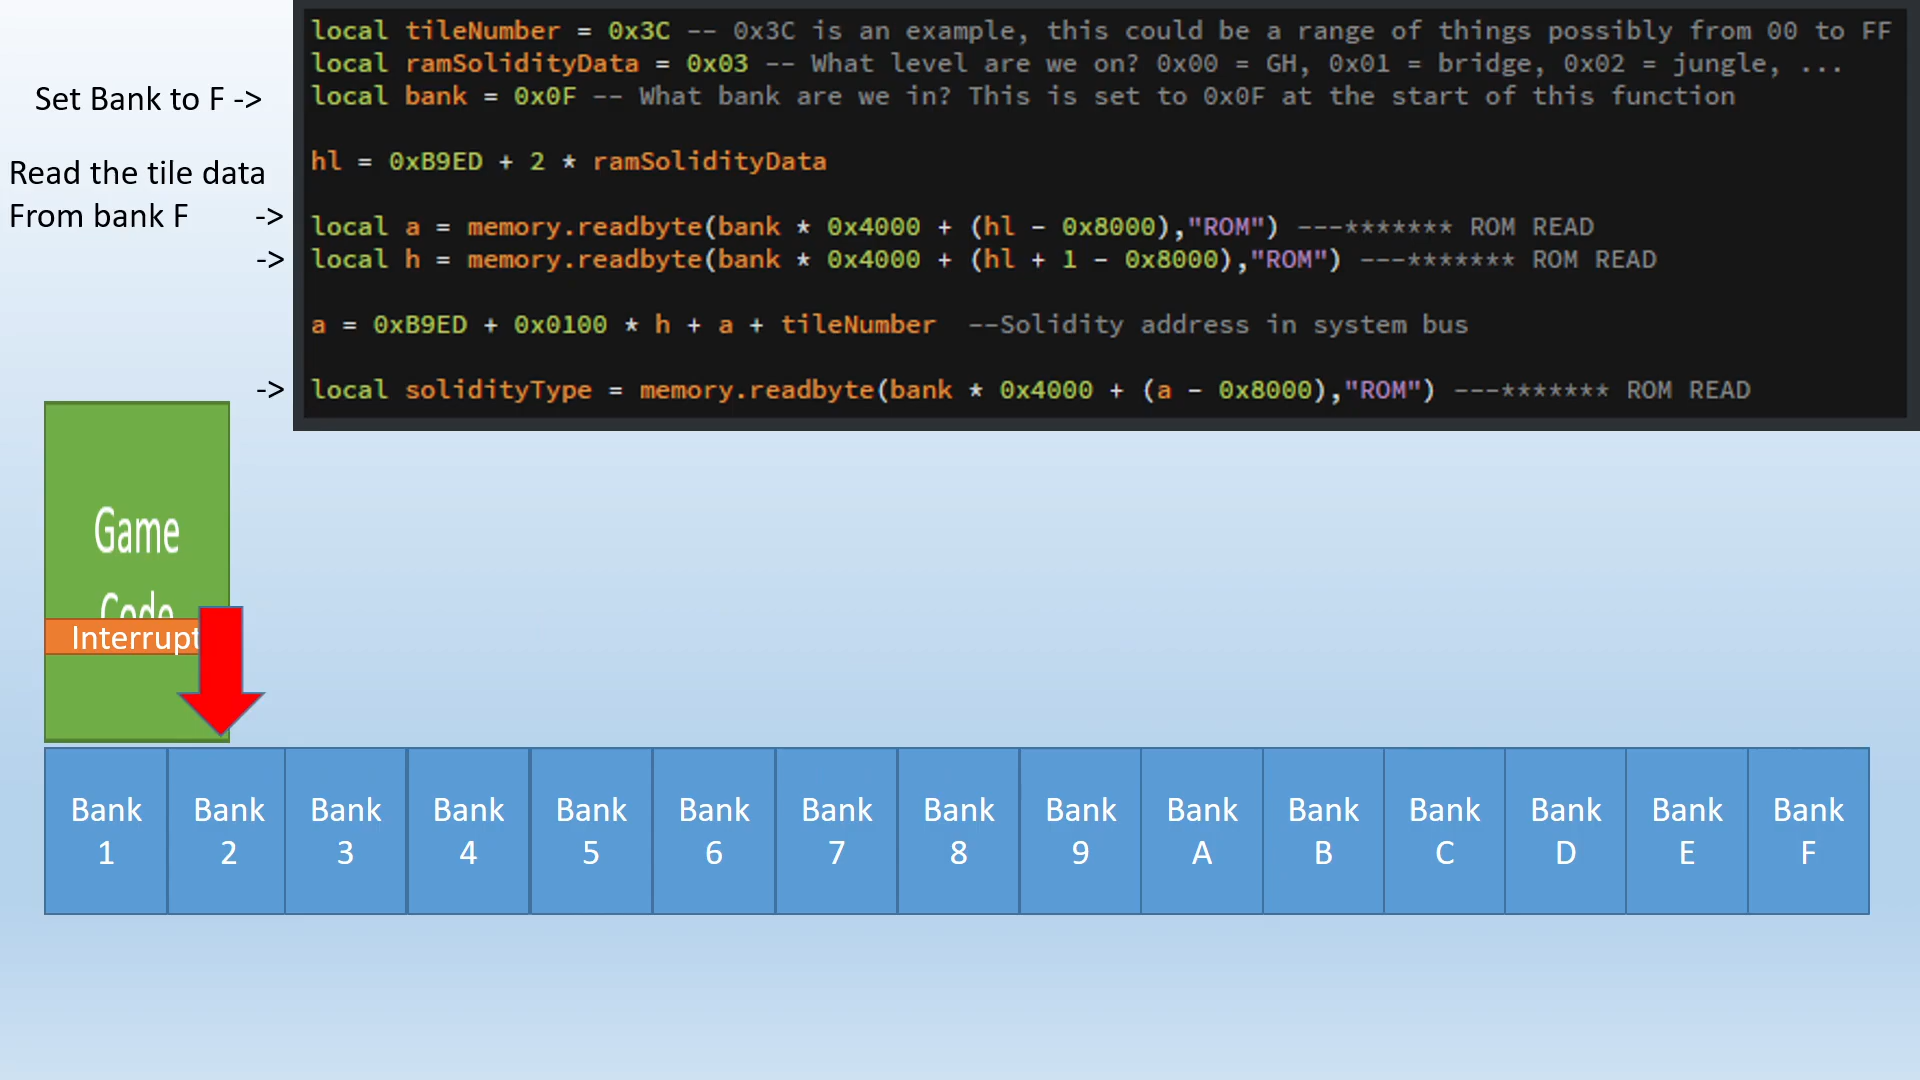 local tileNumber = 0x3C -- 0x3C is an example, this could be a range of things possibly from 00 to FF
local ramSolidityData = 0x03 -- What level are we on? 0x00 = GH, 0x01 = bridge, 0x02 = jungle, ...
Set Bank to F ->
local bank = 0x0F -- What bank are we in? This is set to 0x0F at the start of this function
hl = 0xB9ED + 2 * ramSolidityData
Read the tile data
From bank F ->
local a = memory.readbyte(bank * 0x4000 + (hl - 0x8000),"ROM") ---******* ROM READ
->
local h = memory.readbyte(bank * 0x4000 + (hl + 1 - 0x8000),"ROM") ---******* ROM READ
a = 0xB9ED + 0x0100 * h + a + tileNumber --Solidity address in system bus
->
local solidityType = memory.readbyte(bank * 0x4000 + (a - 0x8000),"ROM") ---******* ROM READ
Game
Code
Interrupt
Bank
1
Bank
2
Bank
3
Bank
4
Bank
5
Bank
6
Bank
7
Bank
8
Bank
9
Bank
A
Bank
B
Bank
C
Bank
D
Bank
E
Bank
F